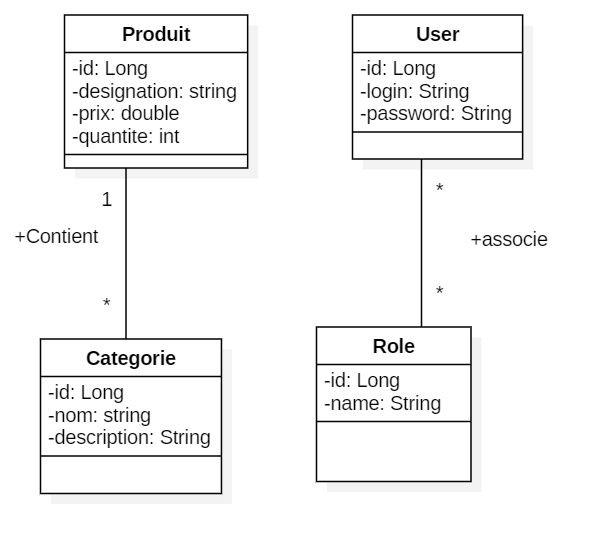 Produit
-id: Long
-designation: string
-prix: double
-quantite: int
1
+Contient
*
Categorie
-id: Long
-nom: string
-description: String
User
-id: Long
-login: String
-password: String
*
+associe
*
Role
-id: Long
-name: String